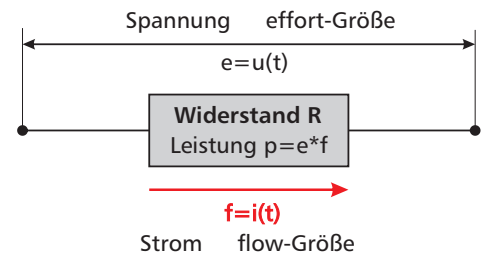 Spannung effort-Größe
e=u(t)
Widerstand R
Leistung p=e*f
f=i(t)
Strom flow-Größe